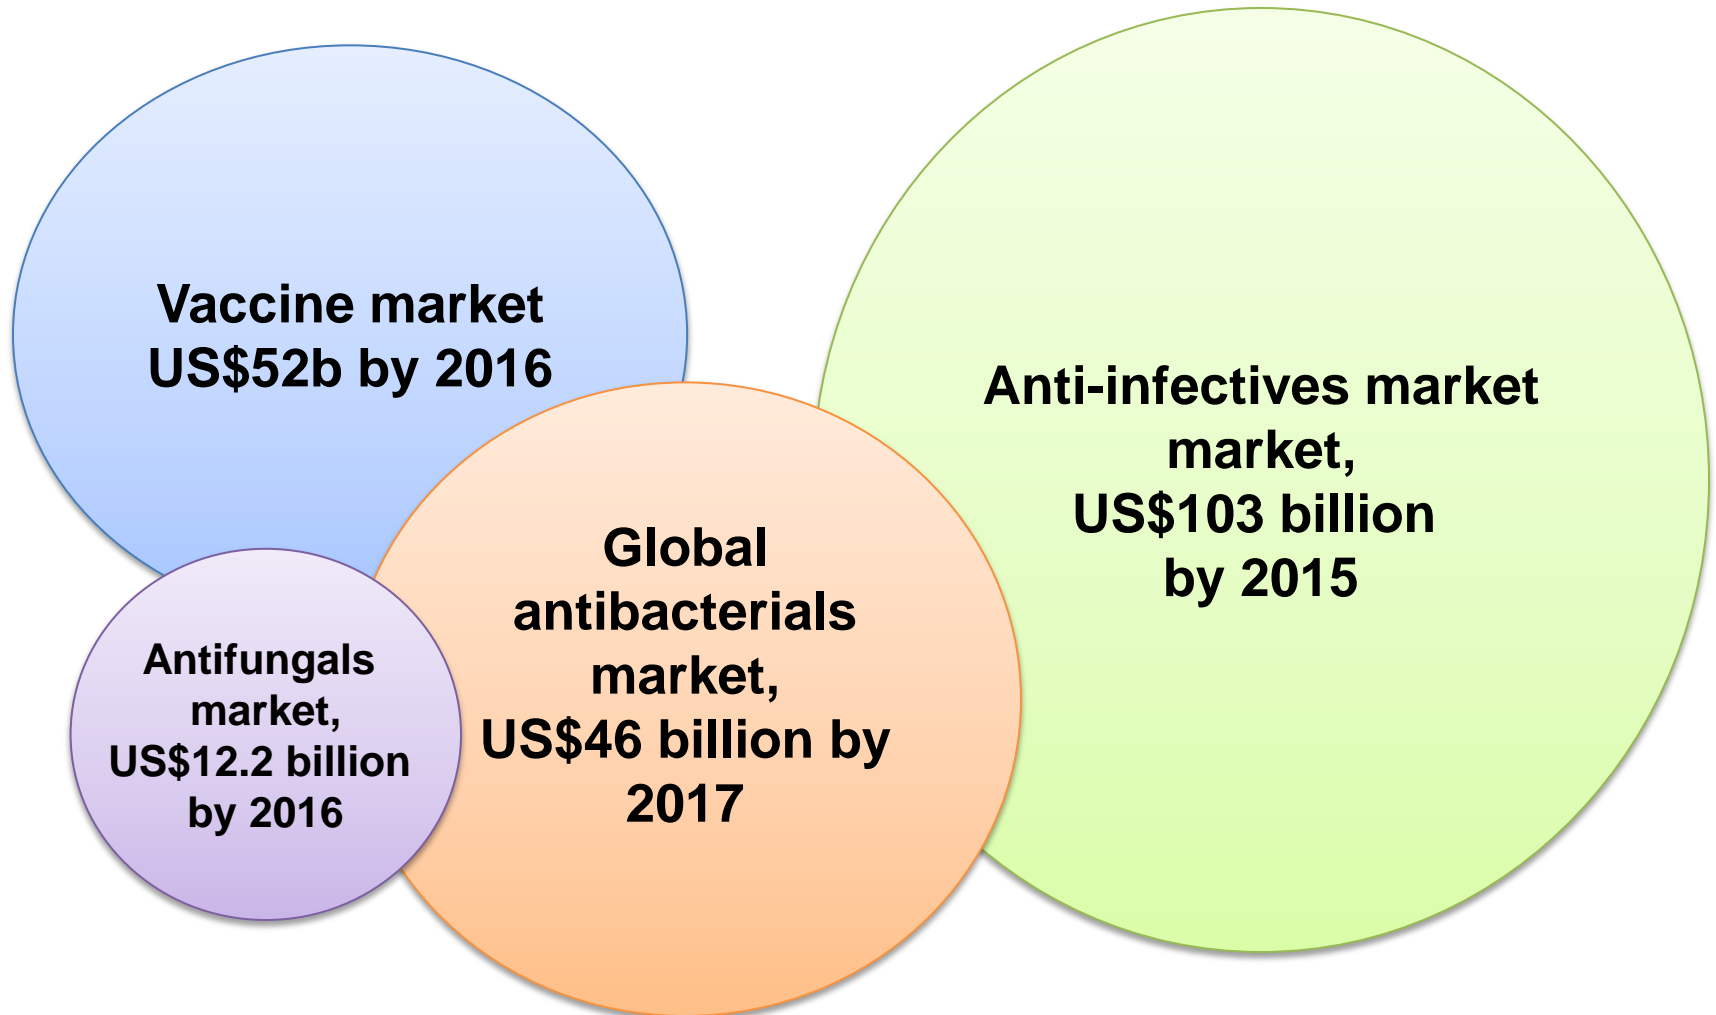 Vaccine market
US$52b by 2016
Anti-infectives market
market,
US$103 billion
by 2015
Global
antibacterials
market,
US$46 billion by
2017
Antifungals
market,
US$12.2 billion
by 2016